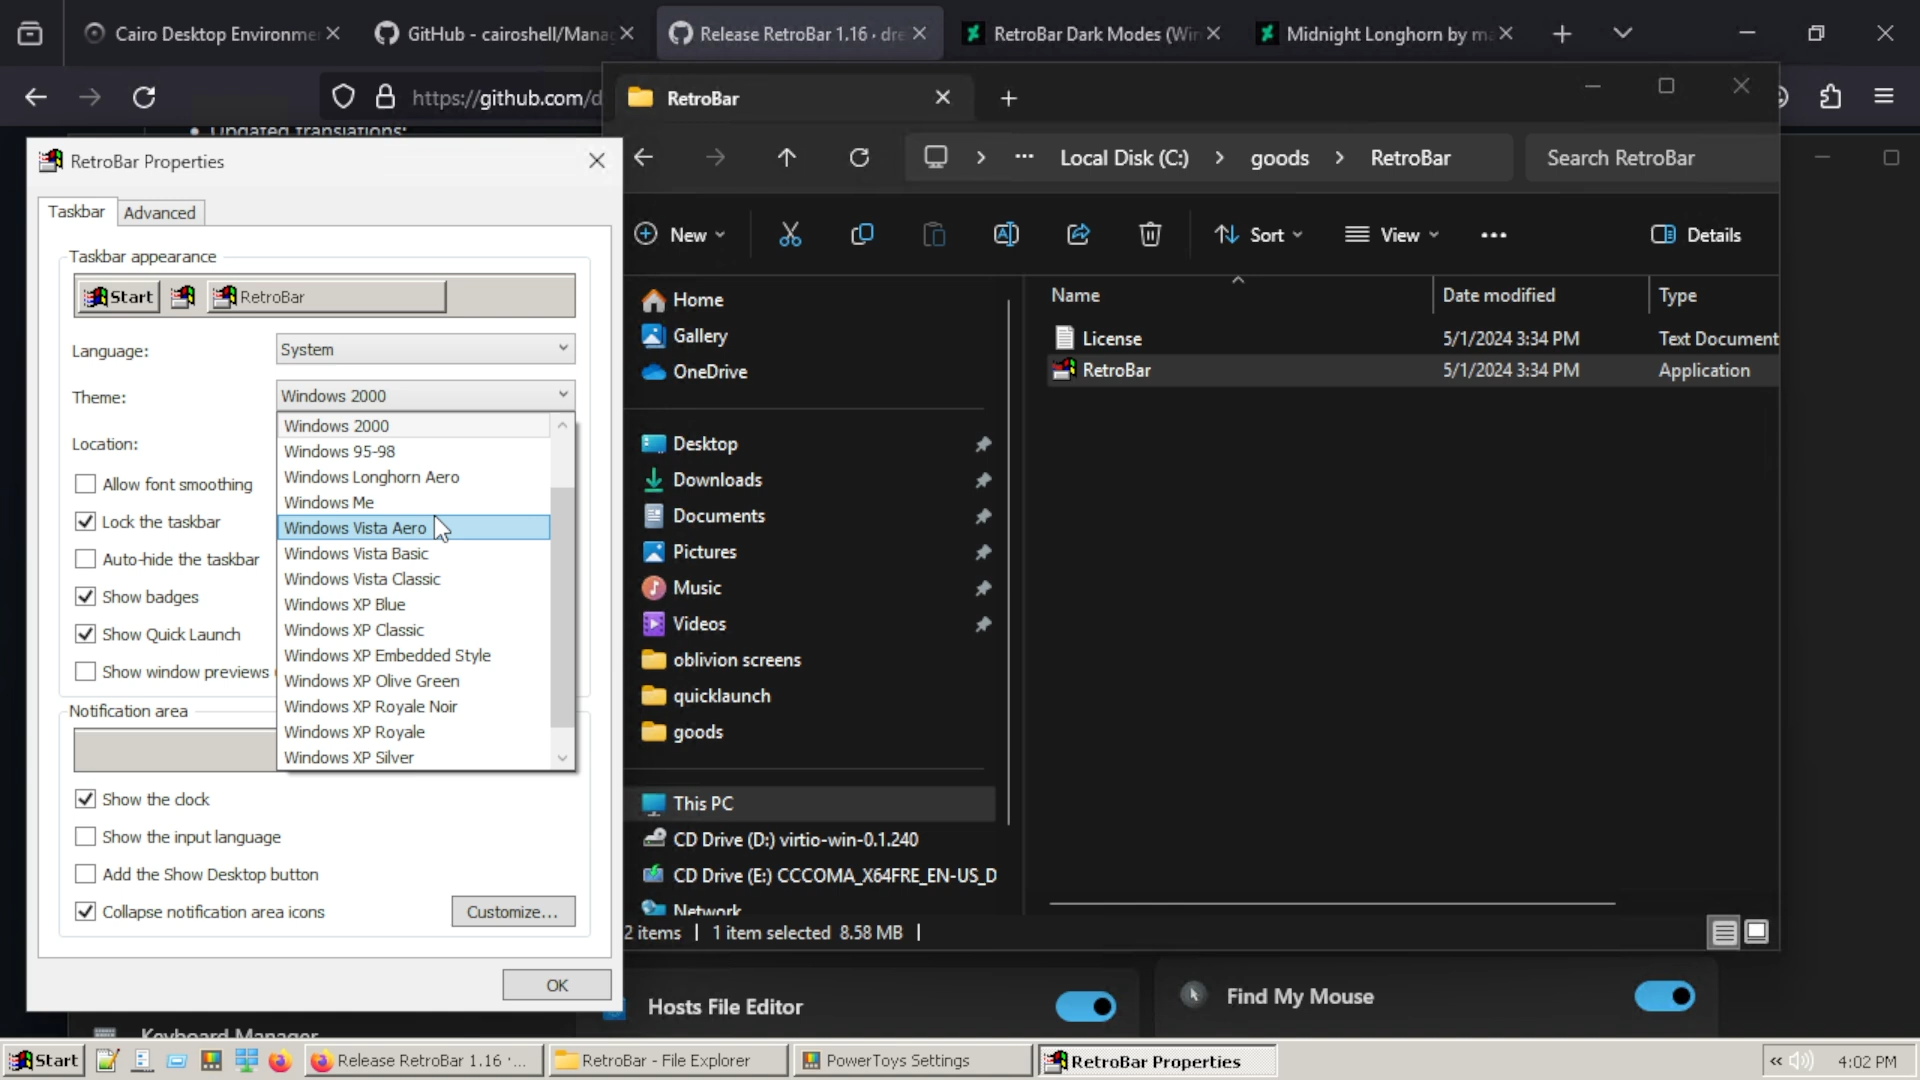 Cairo Desktop Environme
GitHub - cairoshell/Mana
Release RetroBar 1.16 · dre
RetroBar Dark Modes (Win
Midnight Longhorn by ma
https://github.com/d
RetroBar
Updated translations:
RetroBar Properties
Local Disk (C:) > goods > RetroBar
Search RetroBar
Taskbar
Advanced
New
Sort
View
Details
Taskbar appearance
Start
RetroBar
Name
Date modified
Type
Language:
System
Theme:
Windows 2000
Location:
Windows 2000
Windows 95-98
Windows Longhorn Aero
Windows Me
Windows Vista Aero
Windows Vista Basic
Windows Vista Classic
Windows XP Blue
Windows XP Classic
Windows XP Embedded Style
Windows XP Olive Green
Windows XP Royale Noir
Windows XP Royale
Windows XP Silver
Allow font smoothing
Lock the taskbar
Auto-hide the taskbar
Show badges
Show Quick Launch
Show window previews
Notification area
Show the clock
Show the input language
Add the Show Desktop button
Collapse notification area icons
Customize...
OK
Home
Gallery
OneDrive
Desktop
Downloads
Documents
Pictures
Music
Videos
oblivion screens
quicklaunch
goods
This PC
CD Drive (D:) virtio-win-0.1.240
CD Drive (E:) CCCOMA_X64FRE_EN-US_D
Network
License 5/1/2024 3:34 PM Text Document
RetroBar 5/1/2024 3:34 PM Application
2 items | 1 item selected 8.58 MB |
Hosts File Editor
Find My Mouse
Keyboard Manager
Start
Release RetroBar 1.16 · ...
RetroBar - File Explorer
PowerToys Settings
RetroBar Properties
« 4:02 PM